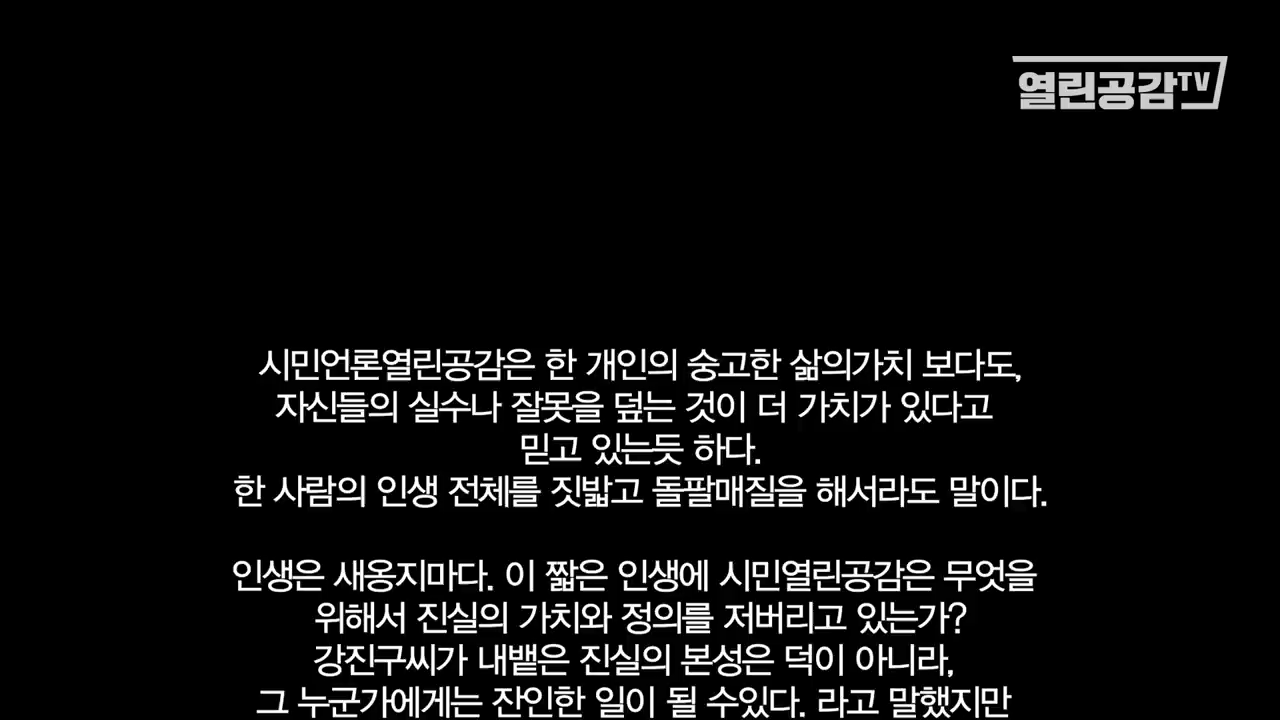 열린공감TV
시민언론열린공감은 한 개인의 숭고한 삶의가치 보다도,
자신들의 실수나 잘못을 덮는 것이 더 가치가 있다고
믿고 있는듯 하다.
한 사람의 인생 전체를 짓밟고 돌팔매질을 해서라도 말이다.
인생은 새옹지마다. 이 짧은 인생에 시민열린공감은 무엇을
위해서 진실의 가치와 정의를 저버리고 있는가?
강진구씨가 내뱉은 진실의 본성은 덕이 아니라,
그 누군가에게는 잔인한 일이 될 수있다. 라고 말했지만